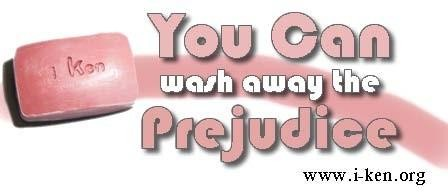 i Ken
You Can
wash away the
Prejudice
www.i-ken.org